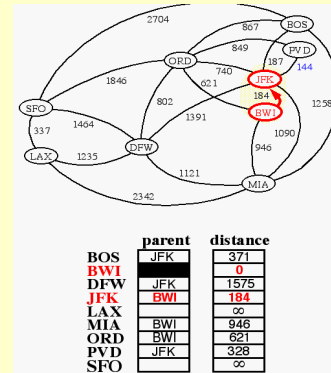 2704
BOS
867
849
PVD
ORD
187
144
740
JFK
1846
621
184
BWI
1258
SFO
802
1391
1090
337
1464
946
DFW
LAX
1235
1121
MIA
2342
parent distance
BOS JFK 371
BWI 0
DFW JFK 1575
JFK BWI 184
LAX ∞
MIA BWI 946
ORD BWI 621
PVD JFK 328
SFO ∞